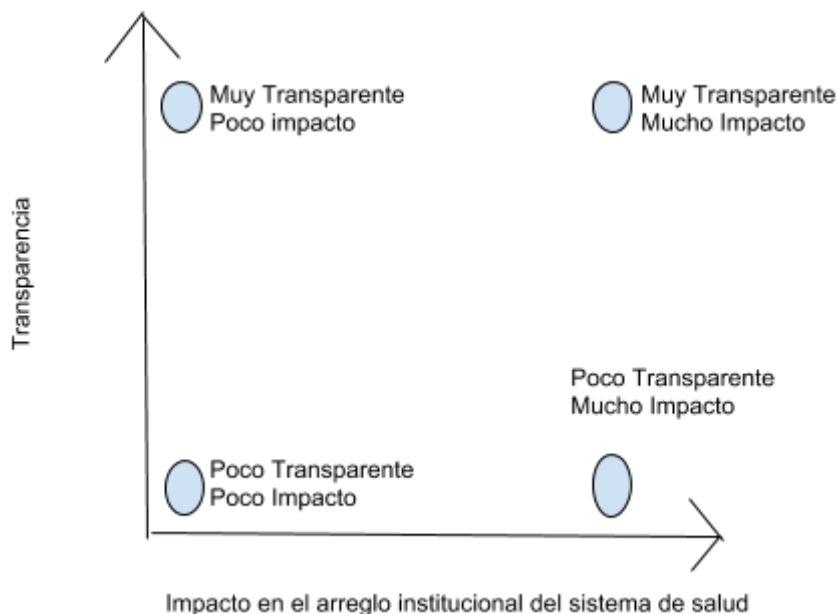 Muy Transparente
Poco impacto
Muy Transparente
Mucho Impacto
Transparencia
Poco Transparente
Mucho Impacto
Poco Transparente
Poco Impacto
Impacto en el arreglo institucional del sistema de salud